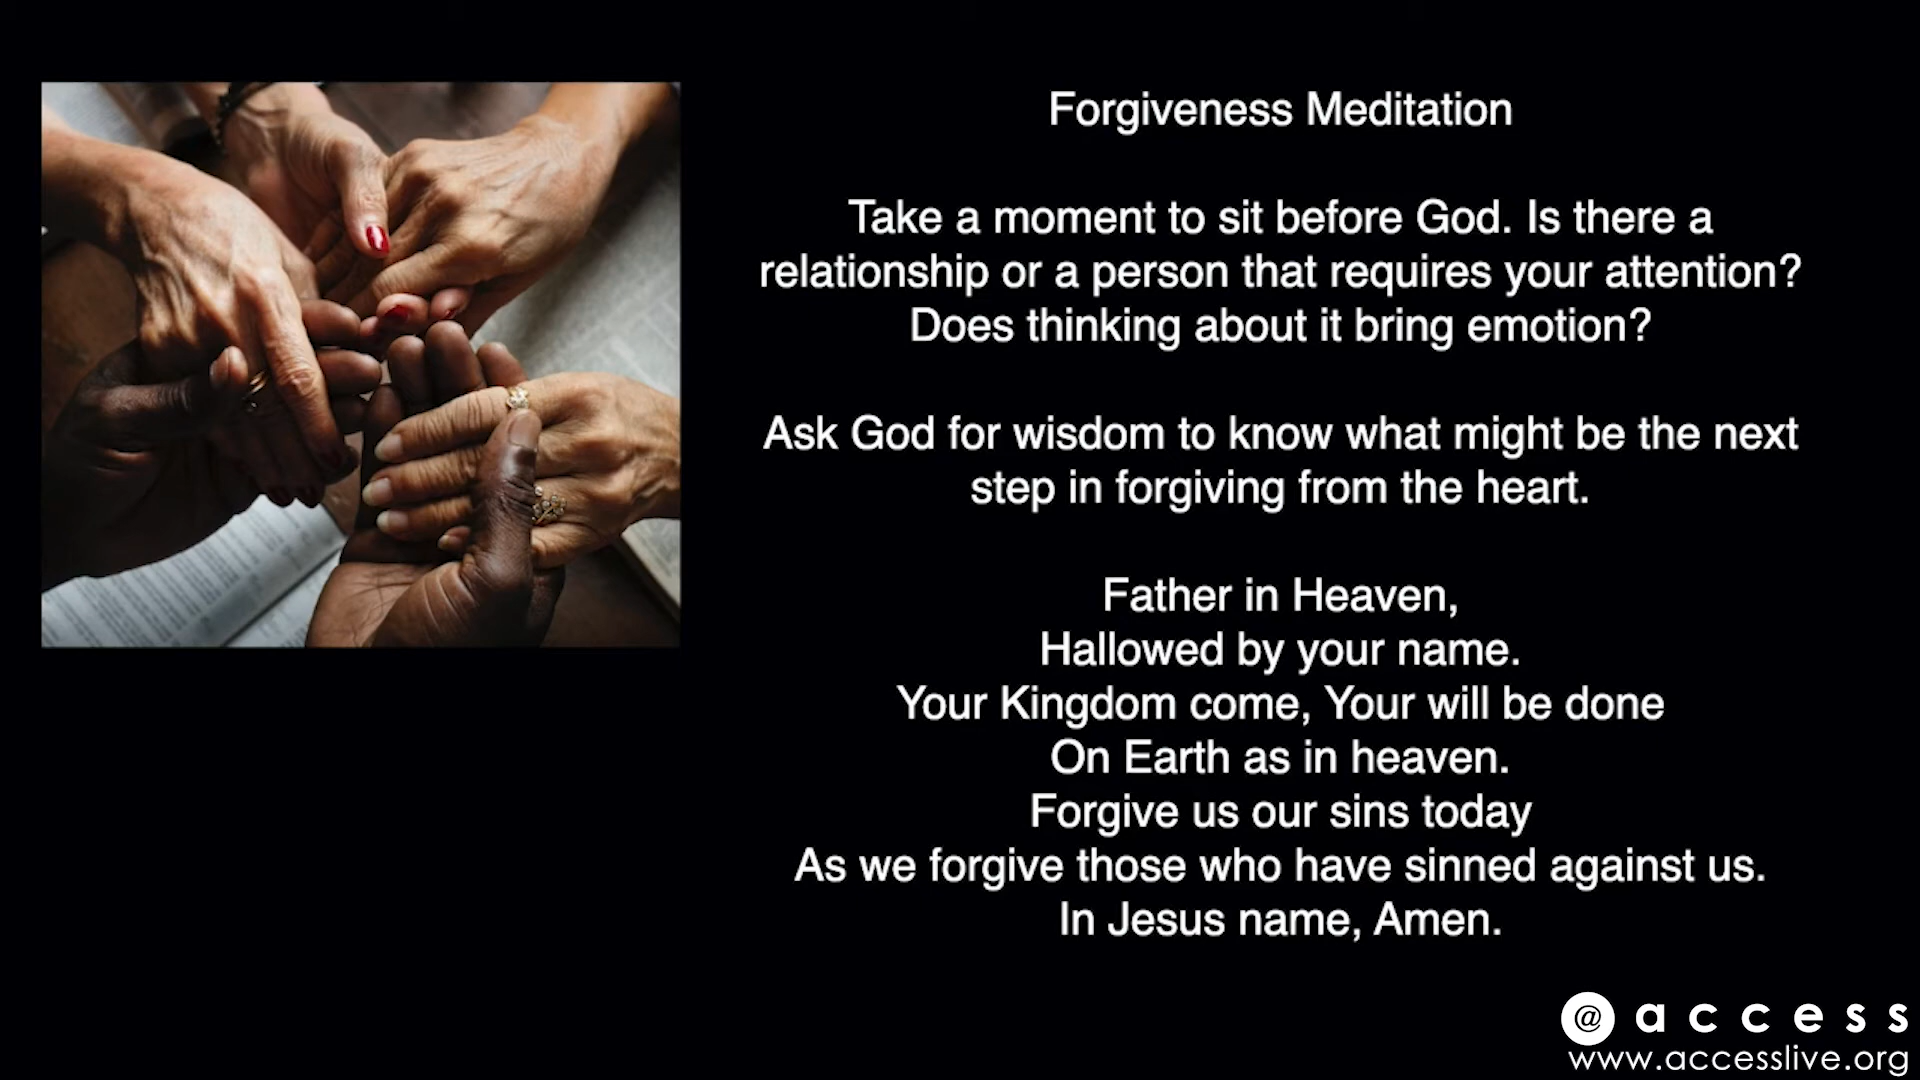 Forgiveness Meditation
Take a moment to sit before God. Is there a
relationship or a person that requires your attention?
Does thinking about it bring emotion?
Ask God for wisdom to know what might be the next
step in forgiving from the heart.
Father in Heaven,
Hallowed by your name.
Your Kingdom come, Your will be done
On Earth as in heaven.
Forgive us our sins today
As we forgive those who have sinned against us.
In Jesus name, Amen.
@ access
www.accesslive.org